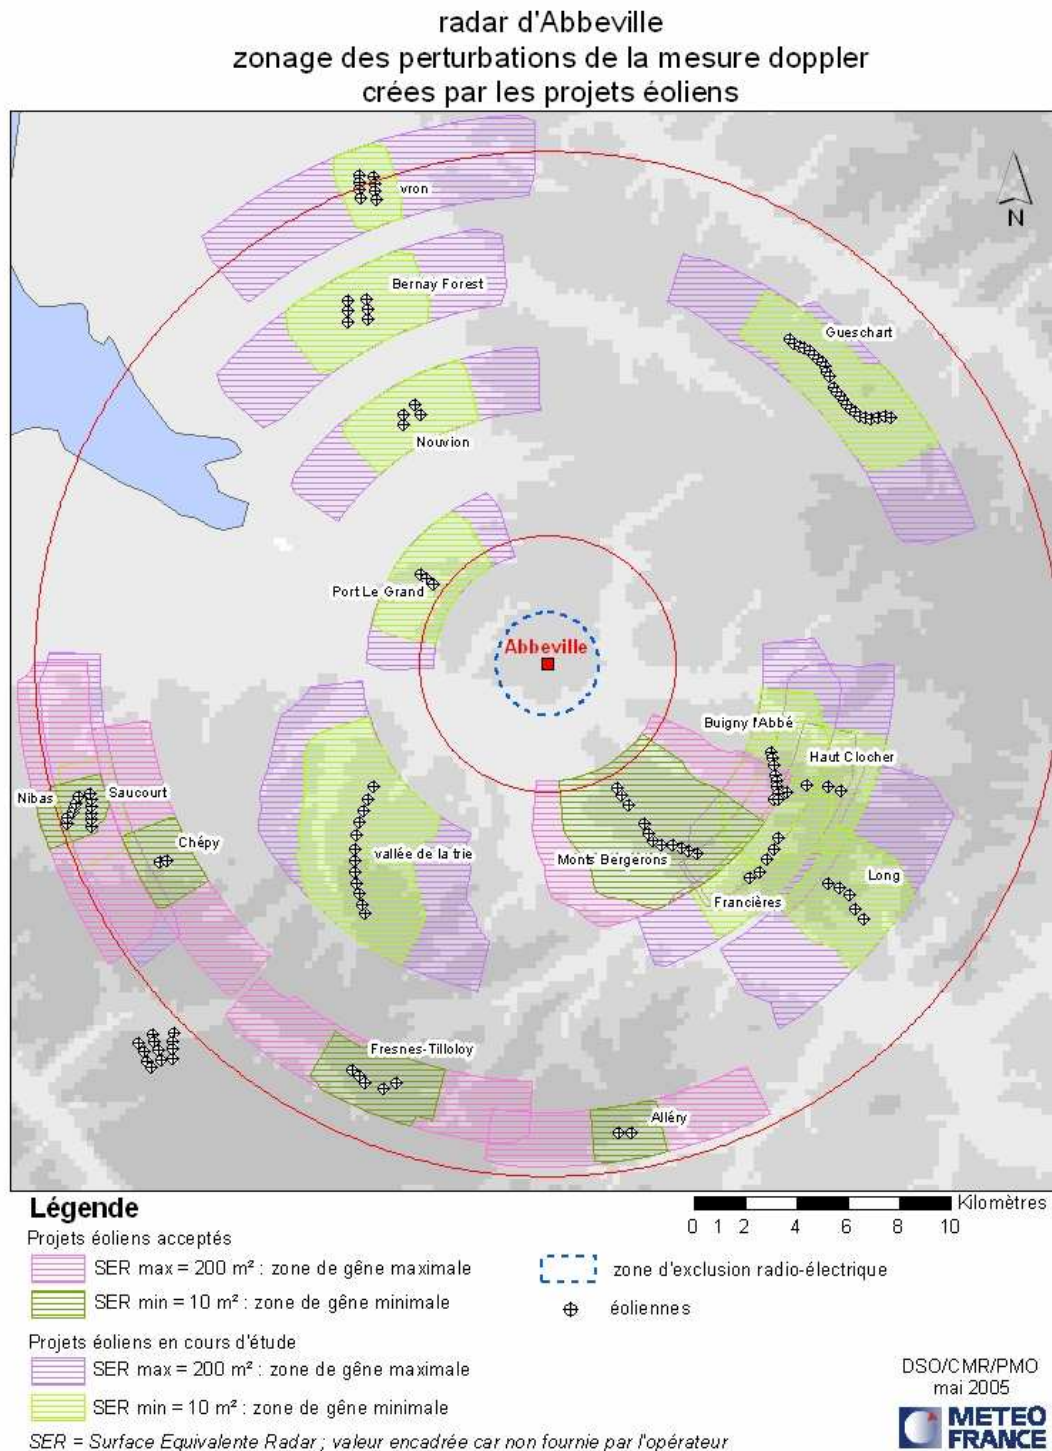 radar d'Abbeville
zonage des perturbations de la mesure doppler
crées par les projets éoliens
N
vron
Bernay Forest
Gueschart
Nouvion
Port Le Grand
Abbeville
Buigny l'Abbé
Haut Clocher
Nibas
Saucourt
Chépy
vallée de la trie
Monts Bergerons
Long
Francières
Fresnes-Tilloloy
Alléry
Légende
Kilomètres
0 1 2 4 6 8 10
Projets éoliens acceptés
SER max = 200 m² : zone de gêne maximale
zone d'exclusion radio-électrique
SER min = 10 m² : zone de gêne minimale
éoliennes
Projets éoliens en cours d'étude
SER max = 200 m² : zone de gêne maximale
SER min = 10 m² : zone de gêne minimale
DSO/CMR/PMO
mai 2005
METEO
FRANCE
SER = Surface Equivalente Radar ; valeur encadrée car non fournie par l'opérateur